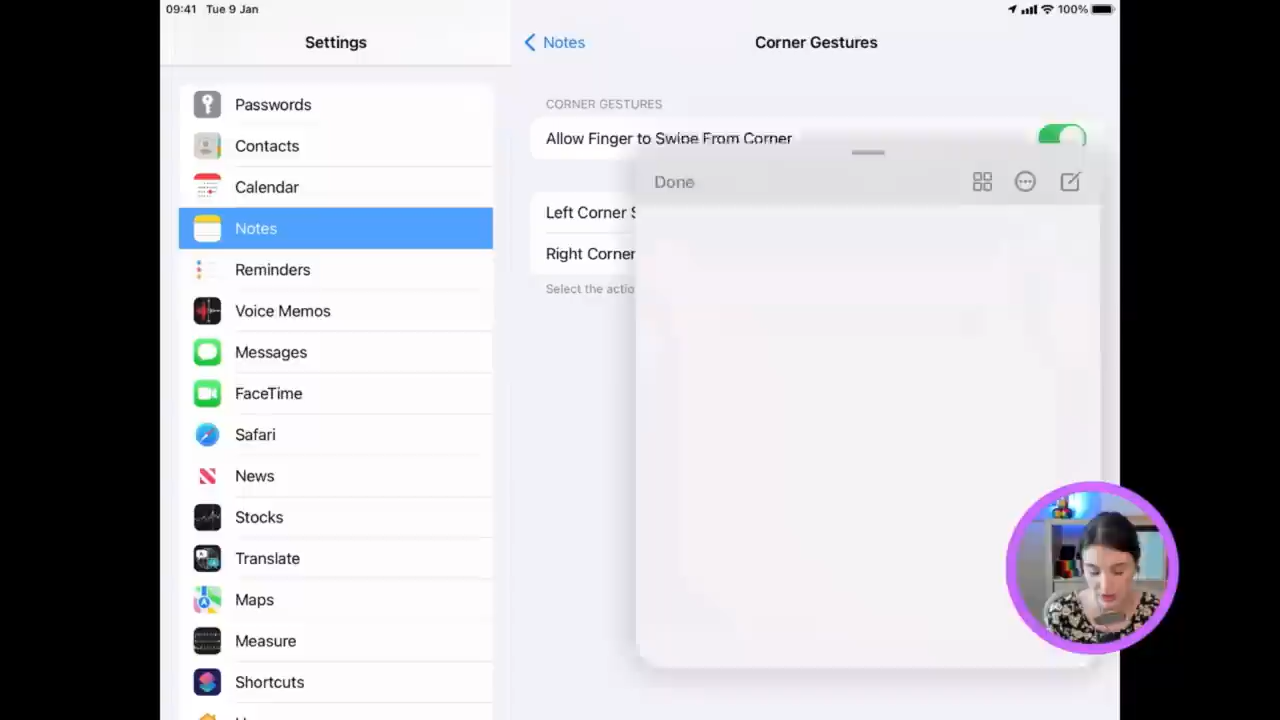 09:41 Tue 9 Jan
100%
Settings
Passwords
Contacts
Calendar
Notes
Reminders
Voice Memos
Messages
FaceTime
Safari
News
Stocks
Translate
Maps
Measure
Shortcuts
Notes
Corner Gestures
CORNER GESTURES
Allow Finger to Swipe From Corner
Left Corner S
Right Corner
Select the actio
Done